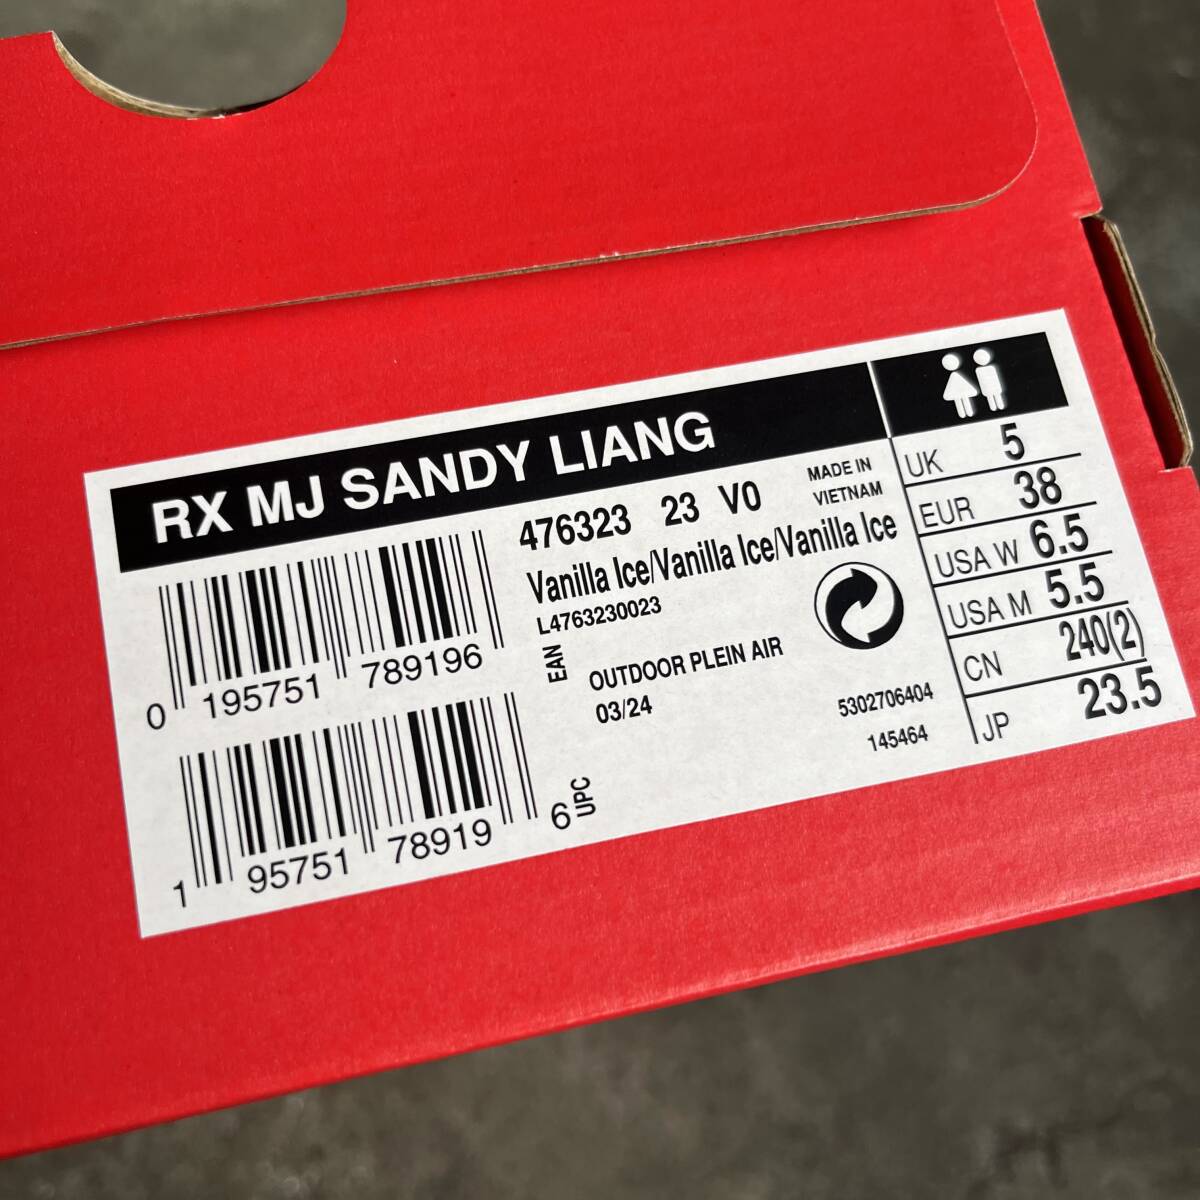 RX MJ SANDY LIANG
476323 23 V0
MADE IN
VIETNAM
Vanilla Ice/Vanilla Ice/Vanilla Ice
L4763230023
0 195751 789196
EAN
OUTDOOR PLEIN AIR
03/24
5302706404
145464
1 95751 78919 6
UPC
UK 5
EUR 38
USA W 6.5
USA M 5.5
CN 240(2)
JP 23.5